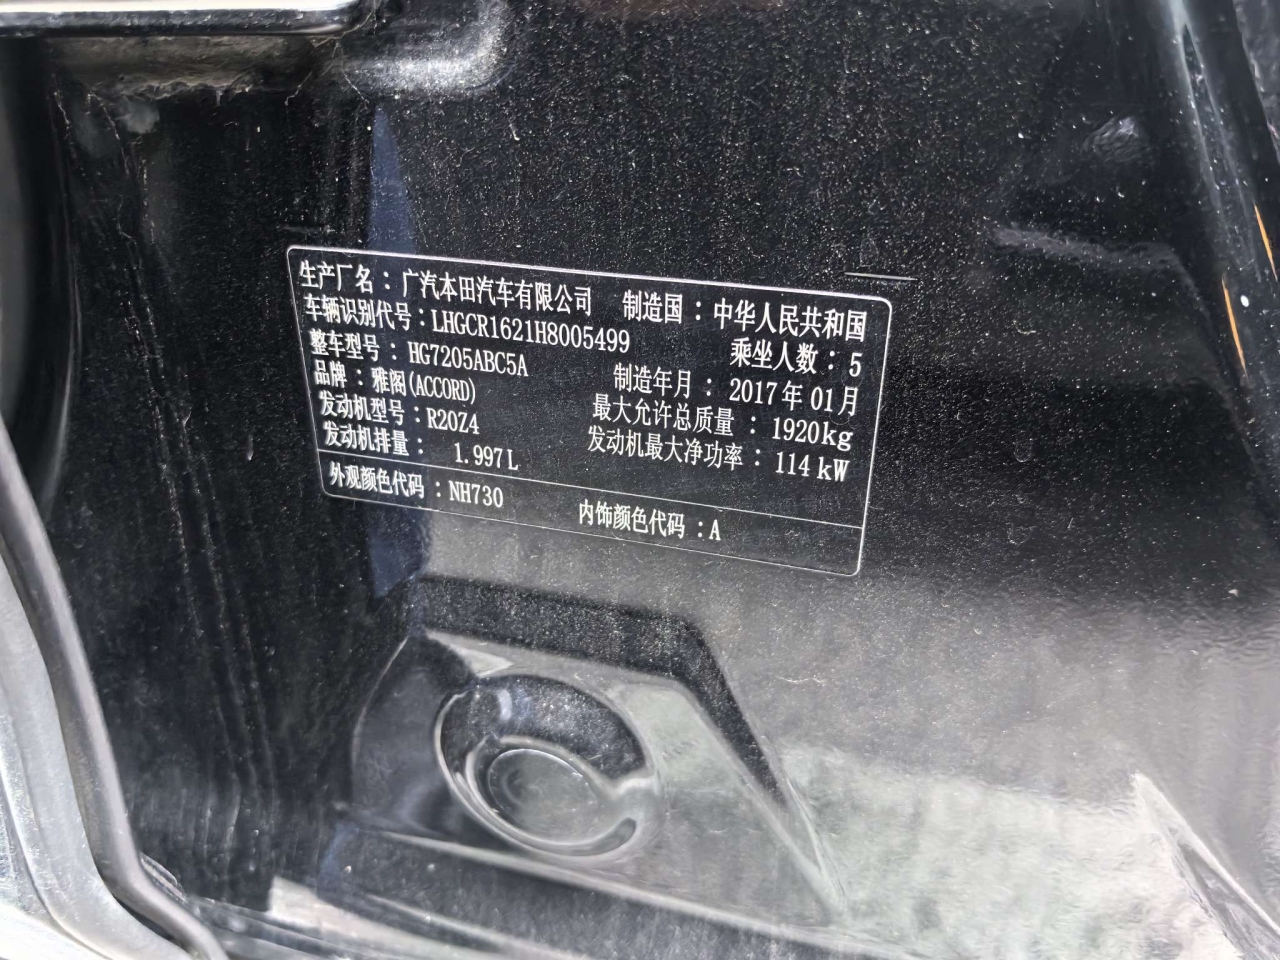 生产厂名：广汽本田汽车有限公司 制造国：中华人民共和国
车辆识别代号：LHGCR1621H8005499 乘坐人数：5
整车型号：HG7205ABC5A 制造年月：2017年01月
品牌：雅阁(ACCORD) 最大允许总质量：1920kg
发动机型号：R20Z4 发动机最大净功率：114kW
发动机排量：1.997L
外观颜色代码：NH730 内饰颜色代码：A